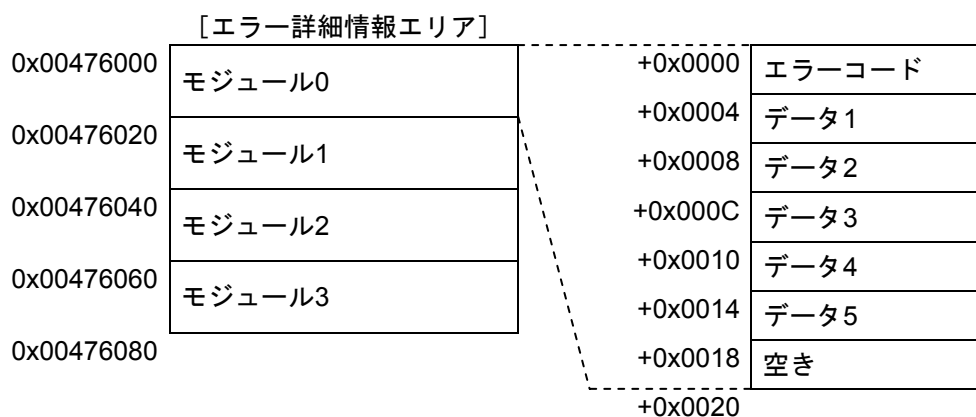 [エラー詳細情報エリア]
0x00476000
モジュール0
0x00476020
モジュール1
0x00476040
モジュール2
0x00476060
モジュール3
0x00476080
+0x0000 エラーコード
+0x0004 データ1
+0x0008 データ2
+0x000C データ3
+0x0010 データ4
+0x0014 データ5
+0x0018 空き
+0x0020